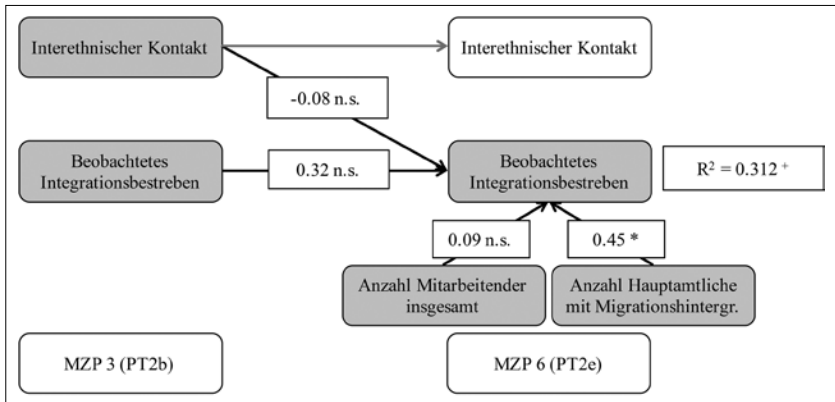 Interethnischer Kontakt
Interethnischer Kontakt
-0.08 n.s.
Beobachtetes
Integrationsbestreben
0.32 n.s.
Beobachtetes
Integrationsbestreben
R² = 0.312 ⁺
0.09 n.s.
0.45 *
Anzahl Mitarbeitender
insgesamt
Anzahl Hauptamtliche
mit Migrationshintergr.
MZP 3 (PT2b)
MZP 6 (PT2e)